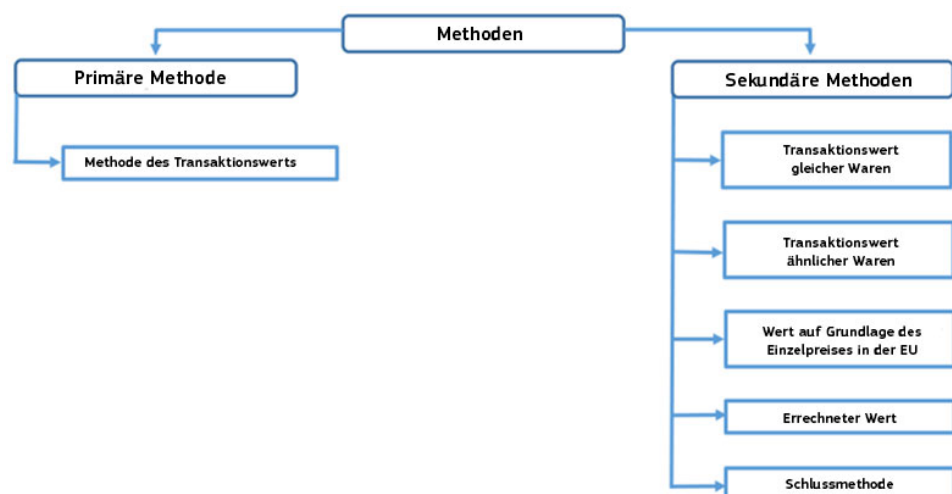 Methoden
Primäre Methode
Methode des Transaktionswerts
Sekundäre Methoden
Transaktionswert
gleicher Waren
Transaktionswert
ähnlicher Waren
Wert auf Grundlage des
Einzelpreises in der EU
Errechneter Wert
Schlussmethode